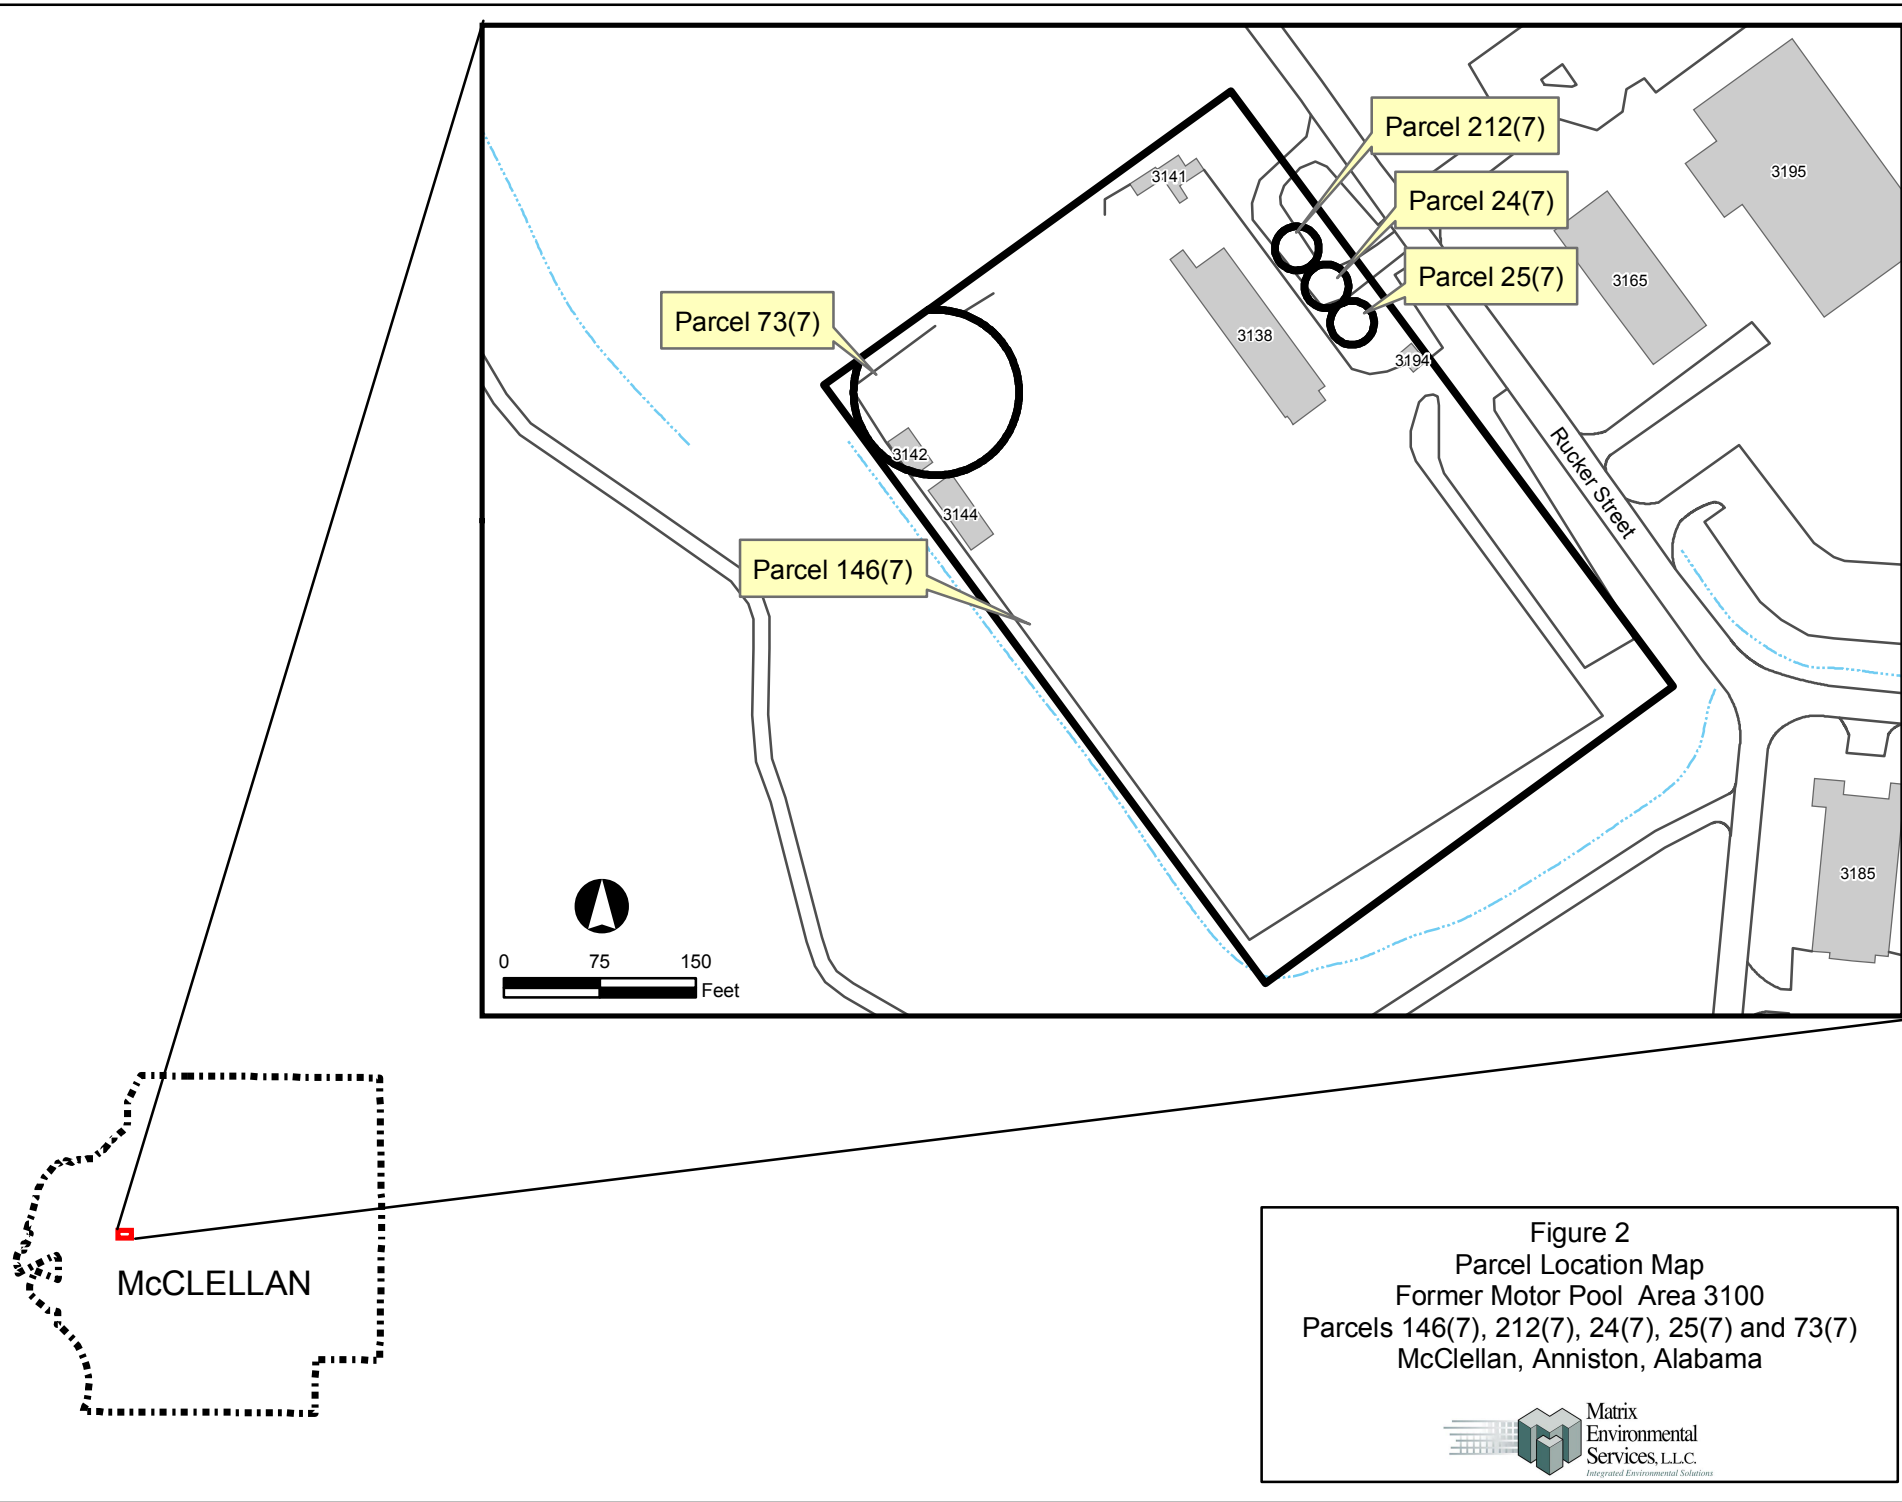 Parcel 212(7)
3195
3141
Parcel 24(7)
Parcel 25(7)
3165
Parcel 73(7)
3138
3194
3142
Rucker Street
3144
Parcel 146(7)
3185
0 75 150
Feet
McCLELLAN
Figure 2
Parcel Location Map
Former Motor Pool Area 3100
Parcels 146(7), 212(7), 24(7), 25(7) and 73(7)
McClellan, Anniston, Alabama
Matrix
Environmental
Services, L.L.C.
Integrated Environmental Solutions